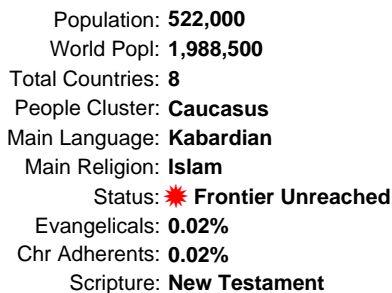 Population: 522,000
World Popl: 1,988,500
Total Countries: 8
People Cluster: Caucasus
Main Language: Kabardian
Main Religion: Islam
Status: Frontier Unreached
Evangelicals: 0.02%
Chr Adherents: 0.02%
Scripture: New Testament